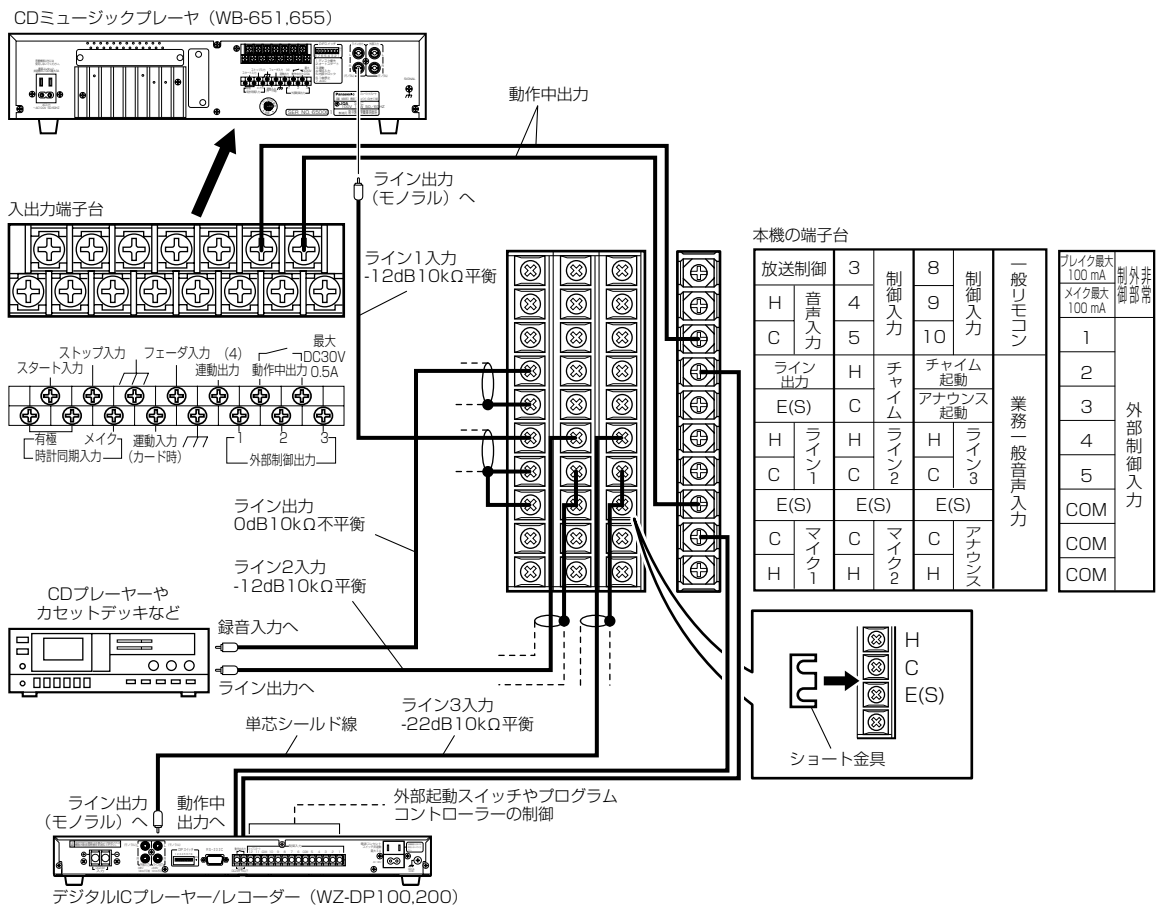 CDミュージックプレーヤ（WB-651,655）
Panasonic
動作中出力
ライン出力
（モノラル）へ
入出力端子台
ライン1入力
-12dB10kΩ平衡
ストップ入力
フェーダ入力
(4)
最大
スタート入力
連動出力
動作中出力
DC30V
0.5A
有極
メイク
時計同期入力
運動入力
（カード時）
1
2
3
外部制御出力
本機の端子台
放送制御
3
制御入力
8
制御入力
一般リモコン
H
音声入力
4
9
C
5
10
ライン
出力
H
チャイム
チャイム
起動
業務一般音声入力
E(S)
C
アナウンス
起動
H
ライン1
H
ライン2
H
ライン3
C
C
C
E(S)
E(S)
E(S)
C
マイク1
C
マイク2
C
アナウンス
H
H
H
ブレイク最大
100 mA
非常外部制御
メイク最大
100 mA
1
外部制御入力
2
3
4
5
COM
COM
COM
ライン出力
0dB10kΩ不平衡
ライン2入力
-12dB10kΩ平衡
CDプレーヤーや
カセットデッキなど
録音入力へ
ライン出力へ
ライン3入力
-22dB10kΩ平衡
単芯シールド線
H
C
E(S)
ショート金具
ライン出力
（モノラル）へ
動作中
出力へ
外部起動スイッチやプログラム
コントローラーの制御
デジタルICプレーヤー/レコーダー（WZ-DP100,200）